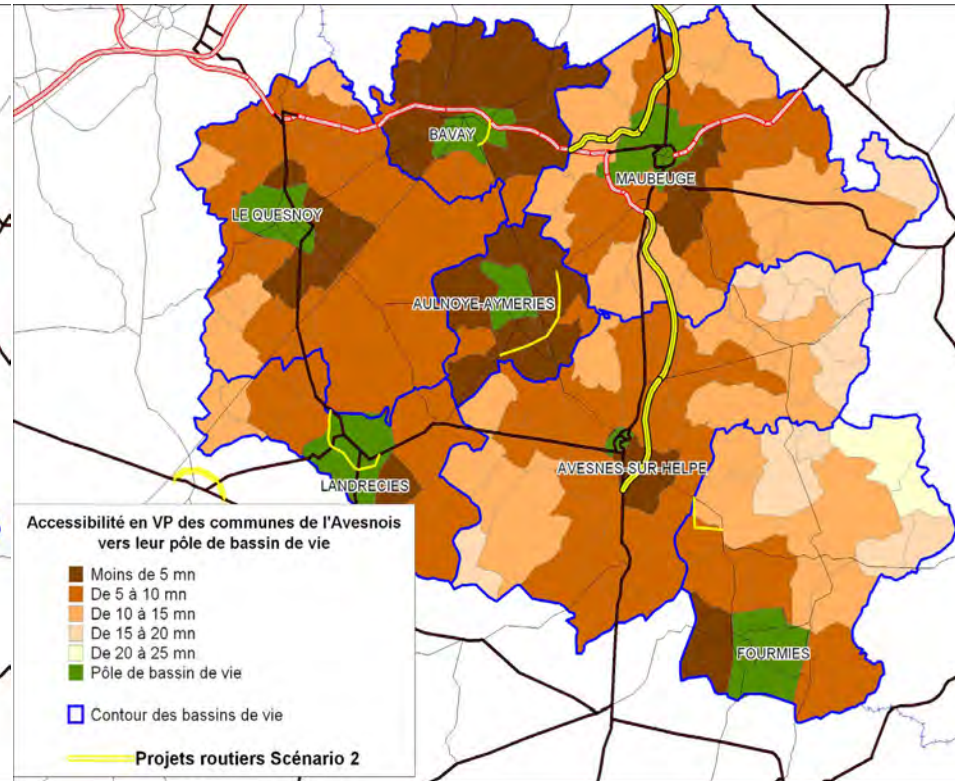 BAVAY
MAUBEUGE
LE QUESNOY
AULNOYE-AYMERIES
AVESNES-SUR-HELPE
LANDRECIES
FOURMIES
Accessibilité en VP des communes de l'Avesnois
vers leur pôle de bassin de vie
Moins de 5 mn
De 5 à 10 mn
De 10 à 15 mn
De 15 à 20 mn
De 20 à 25 mn
Pôle de bassin de vie
Contour des bassins de vie
Projets routiers Scénario 2